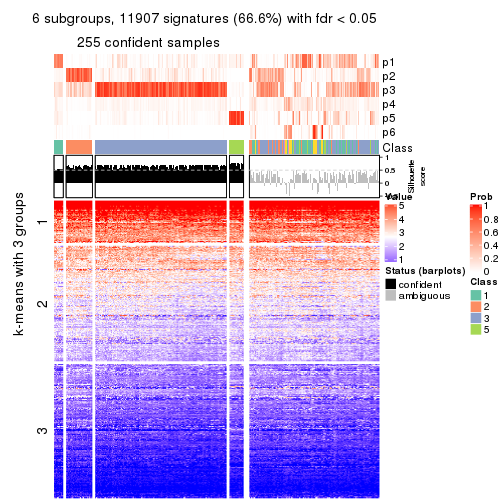 6 subgroups, 11907 signatures (66.6%) with fdr < 0.05
255 confident samples
p1
p2
p3
p4
p5
p6
Class
1
0.5
0
Silhouette
score
k-means with 3 groups
1
2
3
Value
5
4
3
2
1
Status (barplots)
confident
ambiguous
Prob
1
0.8
0.6
0.4
0.2
0
Class
1
2
3
5